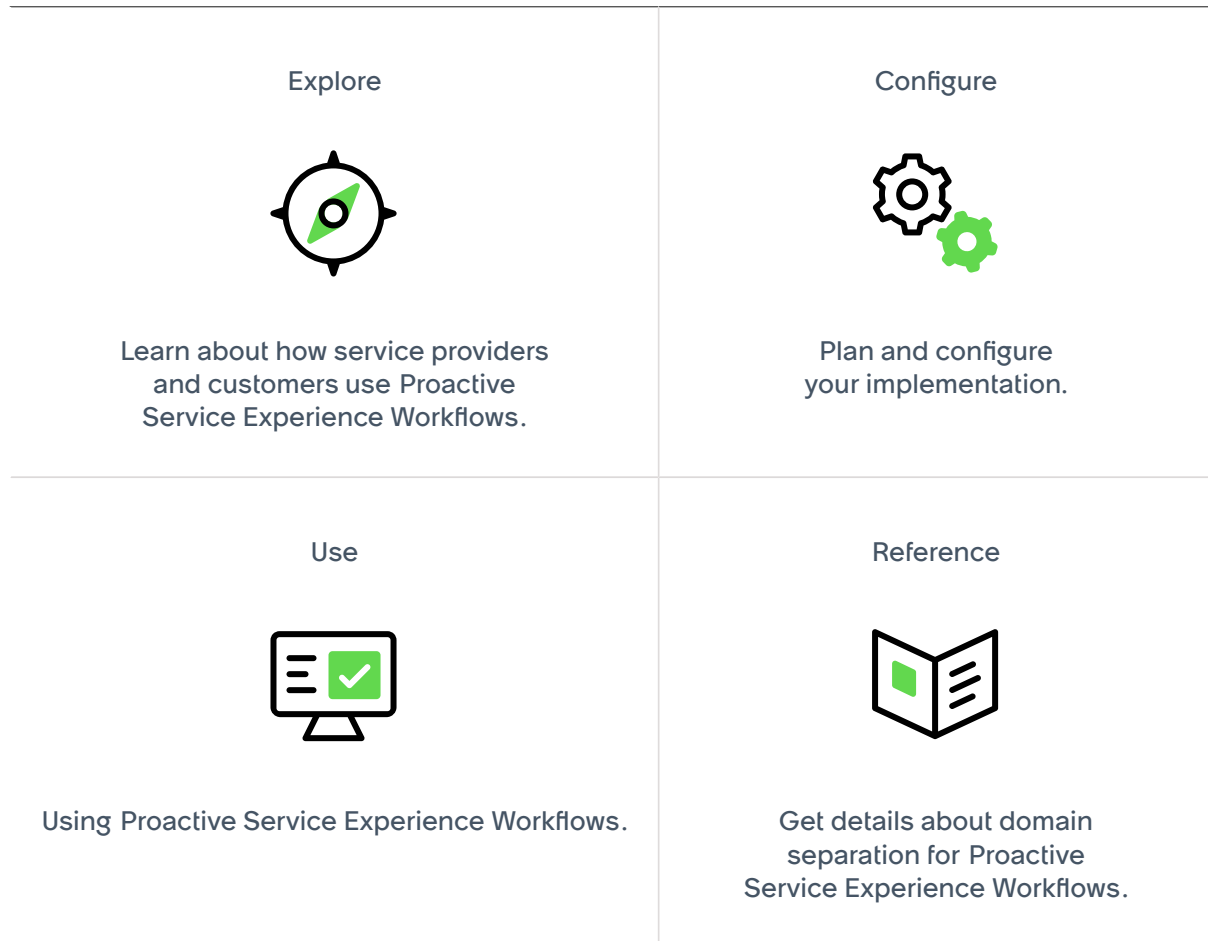 Explore
Learn about how service providers
and customers use Proactive
Service Experience Workflows.
Configure
Plan and configure
your implementation.
Use
Using Proactive Service Experience Workflows.
Reference
Get details about domain
separation for Proactive
Service Experience Workflows.